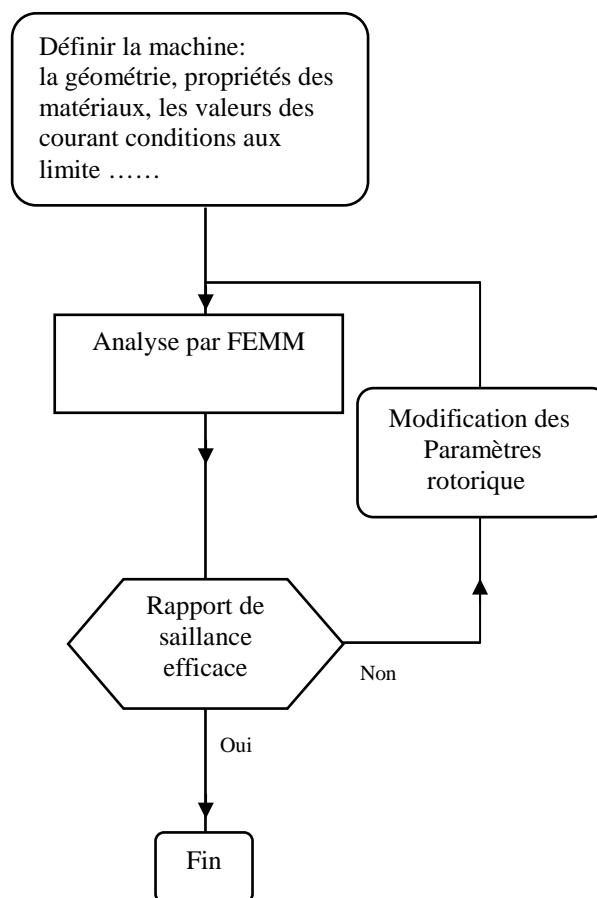 Définir la machine:
la géométrie, propriétés des
matériaux, les valeurs des
courant conditions aux
limite ……
Analyse par FEMM
Modification des
Paramètres
rotorique
Rapport de
saillance
efficace
Non
Oui
Fin